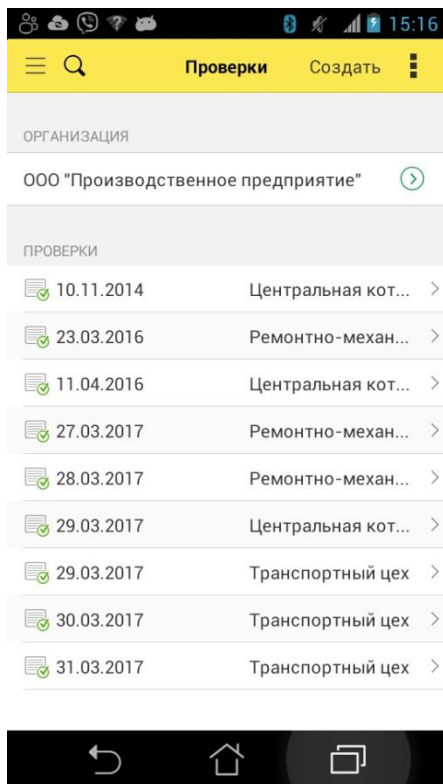 15:16
Проверки Создать
ОРГАНИЗАЦИЯ
ООО "Производственное предприятие"
ПРОВЕРКИ
10.11.2014 Центральная кот...
23.03.2016 Ремонтно-механ...
11.04.2016 Центральная кот...
27.03.2017 Ремонтно-механ...
28.03.2017 Ремонтно-механ...
29.03.2017 Центральная кот...
29.03.2017 Транспортный цех
30.03.2017 Транспортный цех
31.03.2017 Транспортный цех